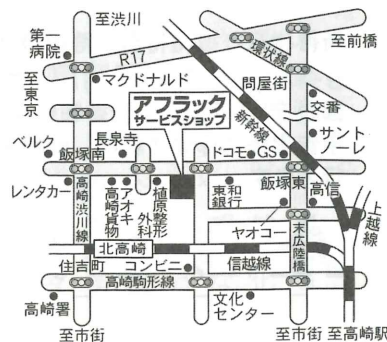 至渋川
至前橋
第一
病院
R17
環状線
至東京
マクドナルド
問屋街
交番
アフラック
サービスショップ
新幹線
サント
ノーレ
ベルク
飯塚南
長泉寺
ドコモ
GS
レンタカー
高崎渋川線
高崎貨物
アオキ
植原整形
外科
東和
銀行
飯塚東
高信
上越線
ヤオコー
北高崎
末広陸橋
住吉町
コンビニ
信越線
高崎駒形線
高崎署
文化
センター
至市街
至市街
至高崎駅